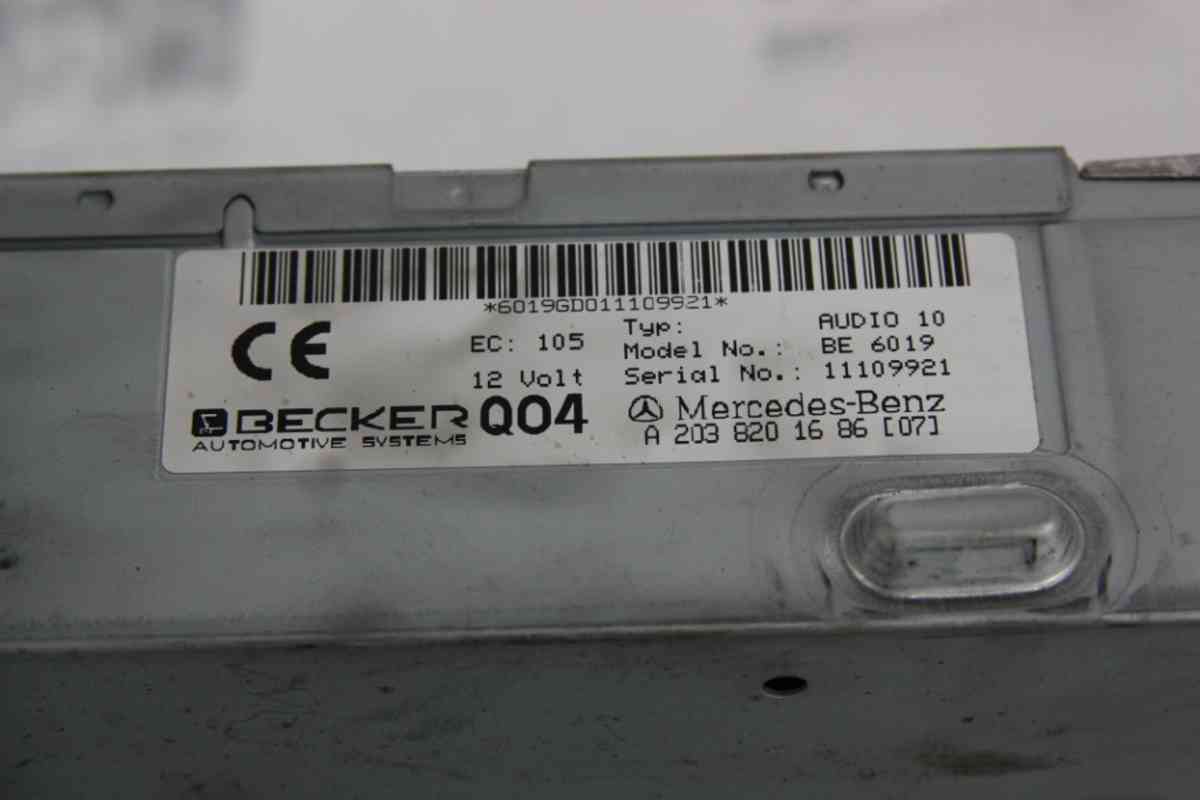 *6019GD011109921*
CE
EC: 105
12 Volt
Typ: AUDIO 10
Model No.: BE 6019
Serial No.: 11109921
BECKER Q04
AUTOMOTIVE SYSTEMS
Mercedes-Benz
A 203 820 16 86 [07]